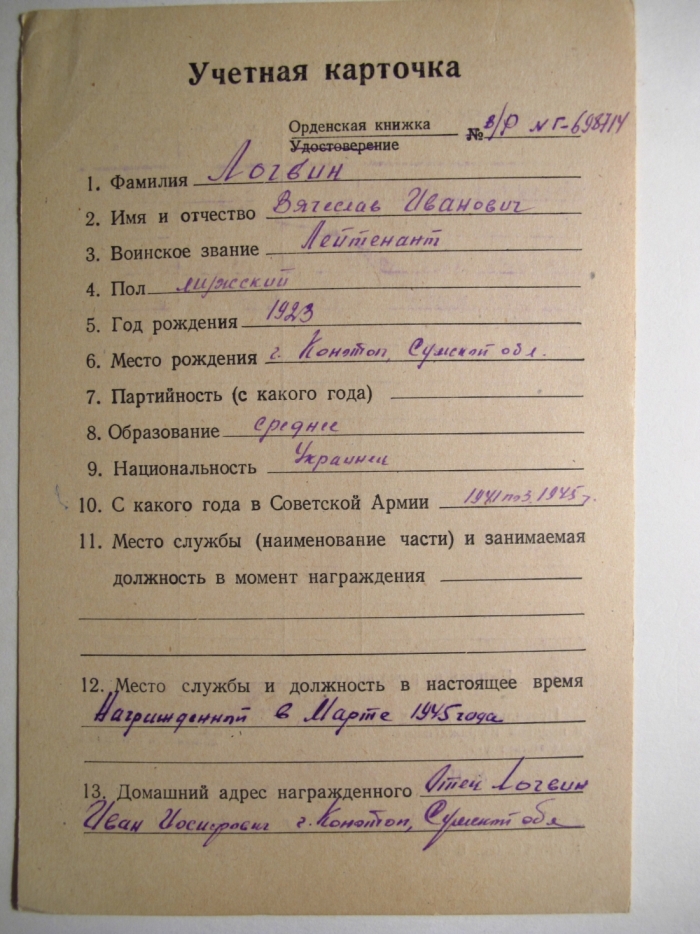 Учетная карточка
Орденская книжка
Удостоверение № в/р № Г-698714
1. Фамилия Логвин
2. Имя и отчество Вячеслав Иванович
3. Воинское звание Лейтенант
4. Пол мужской
5. Год рождения 1923
6. Место рождения г. Конотоп, Сумской обл.
7. Партийность (с какого года)
8. Образование среднее
9. Национальность Украинец
10. С какого года в Советской Армии 1941 по 3. 1945 г.
11. Место службы (наименование части) и занимаемая
должность в момент награждения
12. Место службы и должность в настоящее время
Награжденной в Марте 1945 года
13. Домашний адрес награжденного Отец Логвин
Иван Иосифович г. Конотоп, Сумской обл